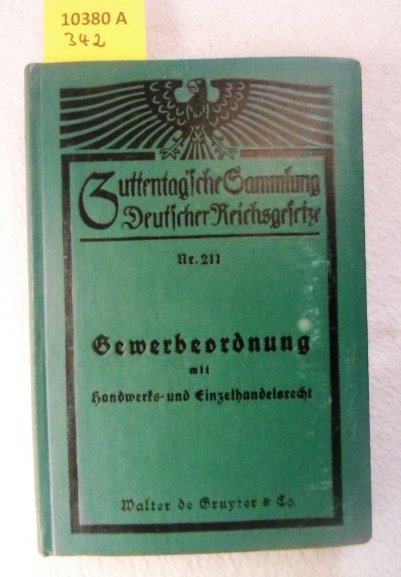 10380 A
342
Guttentag'sche Sammlung
Deutscher Reichsgesetze
Nr. 211
Gewerbeordnung
mit
Handwerks- und Einzelhandelsrecht
Walter de Gruyter & Co.